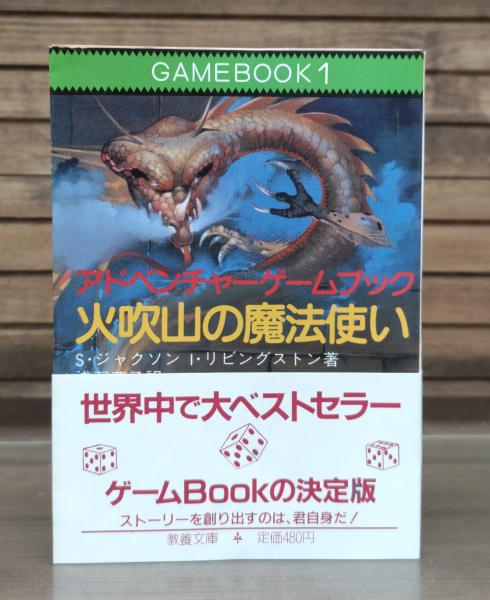 GAMEBOOK1
アドベンチャーゲームブック
火吹山の魔法使い
S・ジャクソン I・リビングストン著
世界中で大ベストセラー
ゲームBookの決定版
ストーリーを創り出すのは、君自身だ!
教養文庫 定価480円